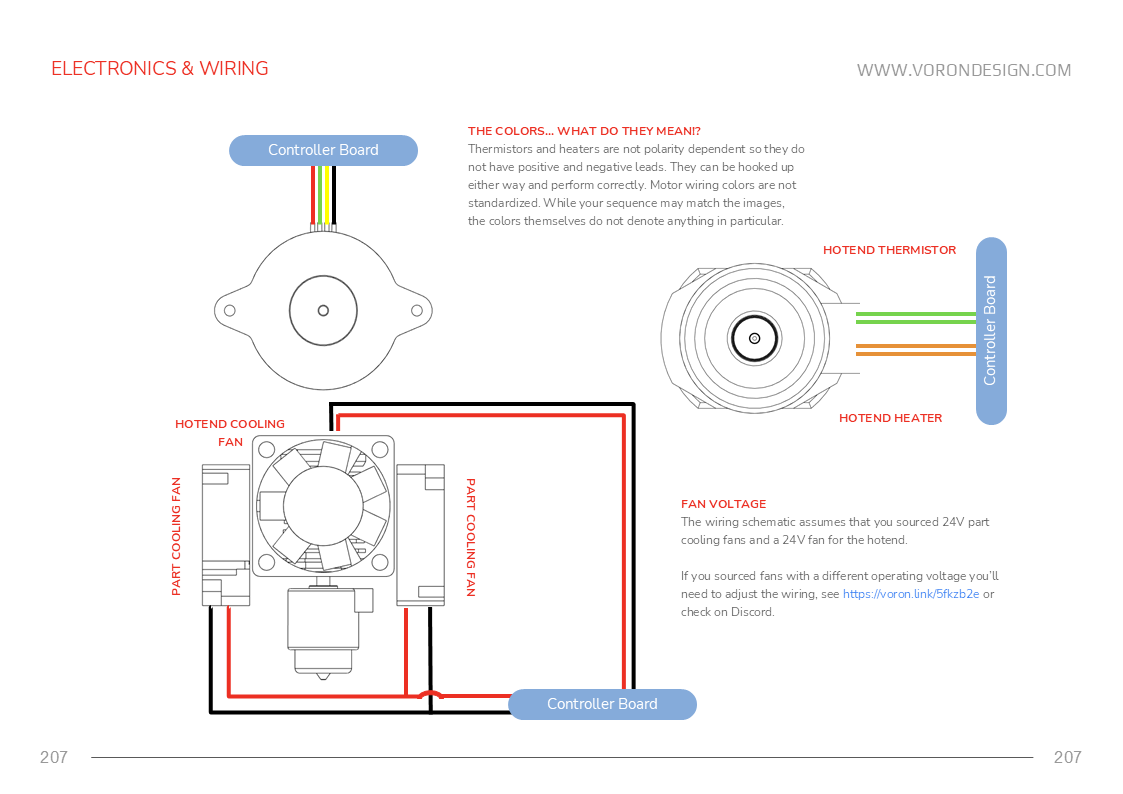 ELECTRONICS & WIRING
WWW.VORONDESIGN.COM
Controller Board
THE COLORS... WHAT DO THEY MEAN!?
Thermistors and heaters are not polarity dependent so they do
not have positive and negative leads. They can be hooked up
either way and perform correctly. Motor wiring colors are not
standardized. While your sequence may match the images,
the colors themselves do not denote anything in particular.
HOTEND THERMISTOR
Controller Board
HOTEND HEATER
HOTEND COOLING
FAN
PART COOLING FAN
PART COOLING FAN
FAN VOLTAGE
The wiring schematic assumes that you sourced 24V part
cooling fans and a 24V fan for the hotend.
If you sourced fans with a different operating voltage you'll
need to adjust the wiring, see https://voron.link/5fkzb2e or
check on Discord.
Controller Board
207
207